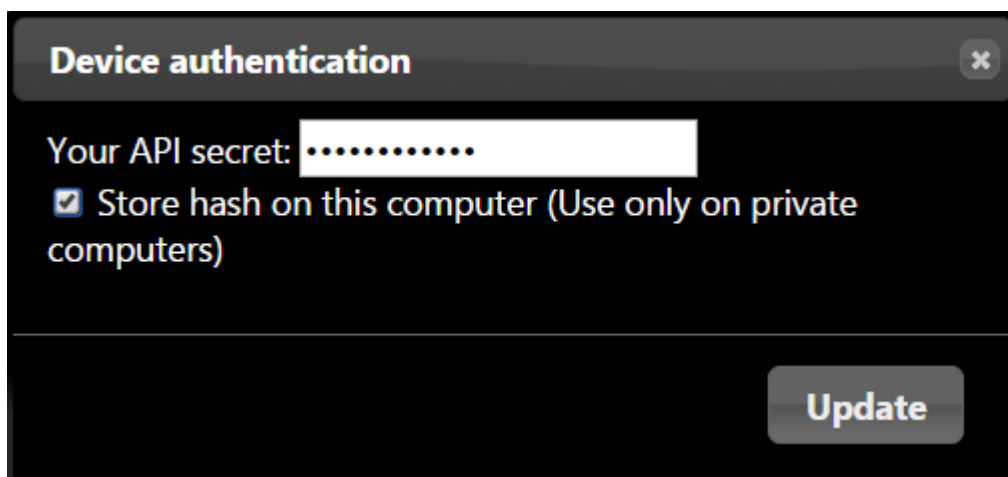 Device authentication
Your API secret: ••••••••••••
Store hash on this computer (Use only on private
computers)
Update